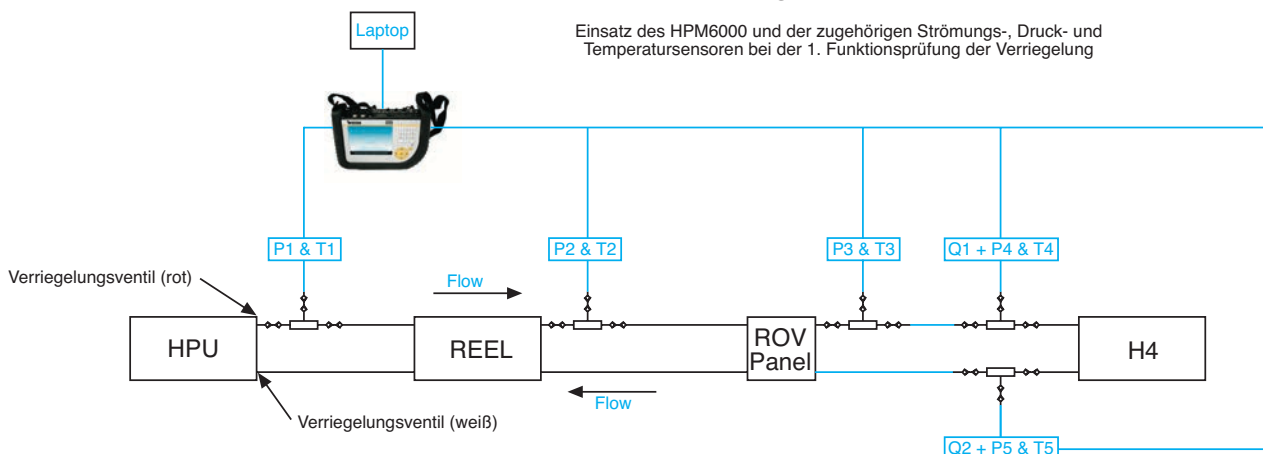 Laptop
Einsatz des HPM6000 und der zugehörigen Strömungs-, Druck- und
Temperatursensoren bei der 1. Funktionsprüfung der Verriegelung
P1 & T1
P2 & T2
P3 & T3
Q1 + P4 & T4
Verriegelungsventil (rot)
Flow
HPU
REEL
ROV
Panel
H4
Flow
Verriegelungsventil (weiß)
Q2 + P5 & T5